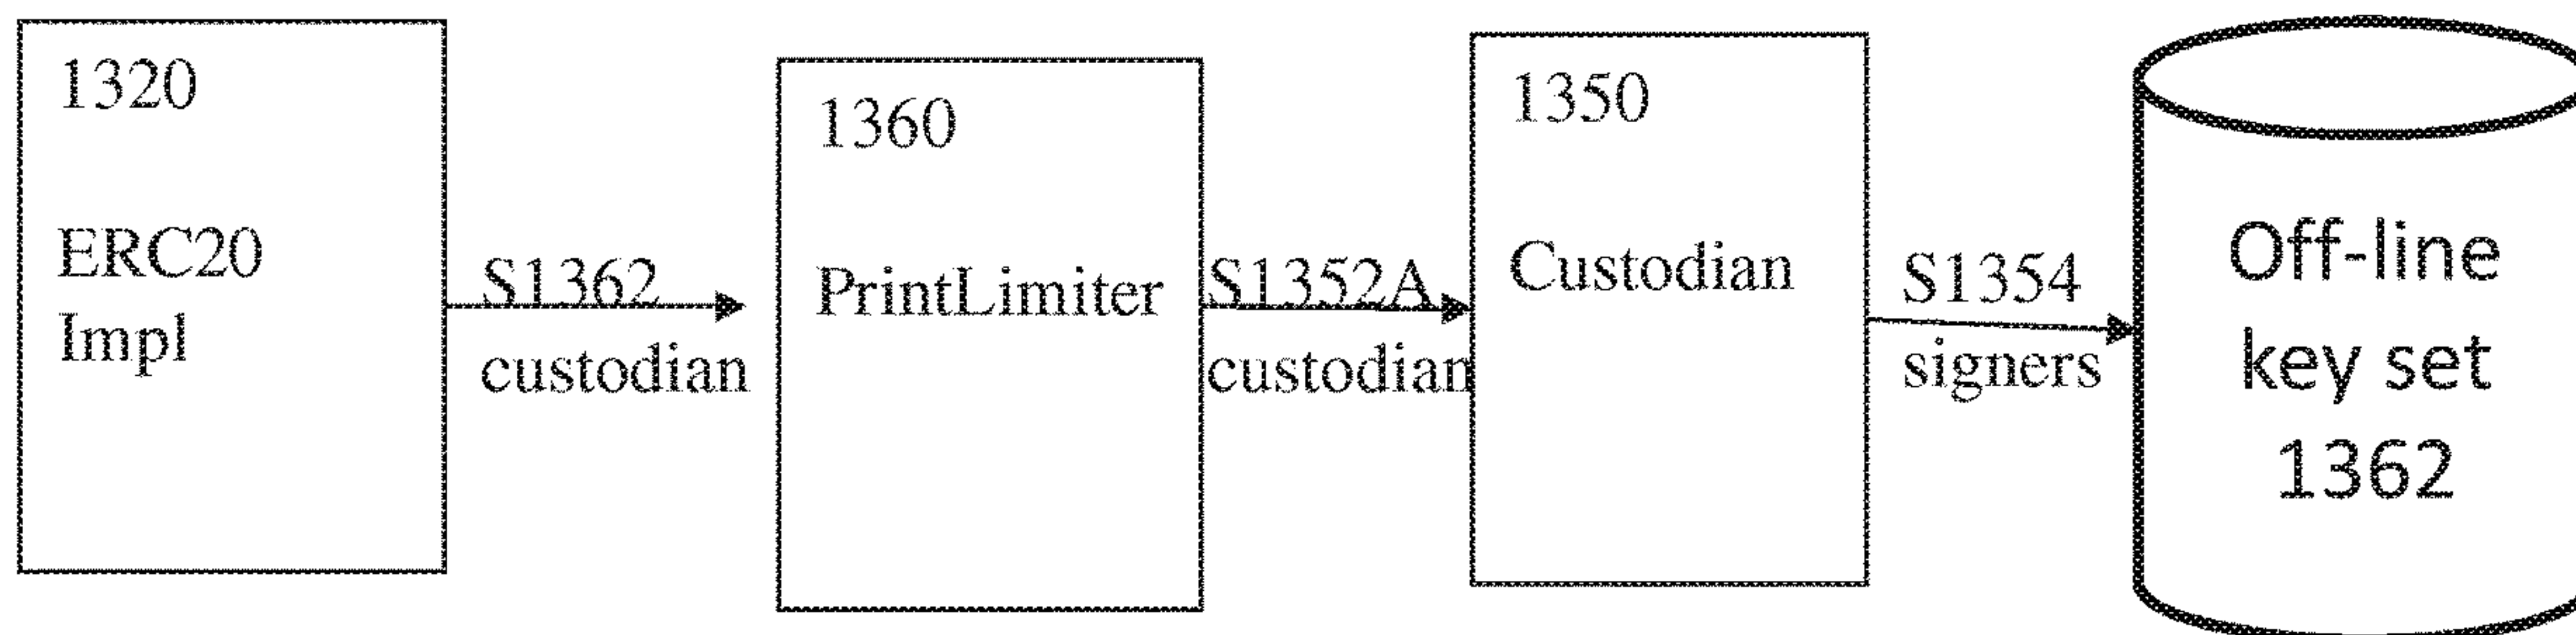 1320
ERC20
Impl
S1362
custodian
1360
PrintLimiter
S1352A
custodian
1350
Custodian
S1354
signers
Off-line
key set
1362